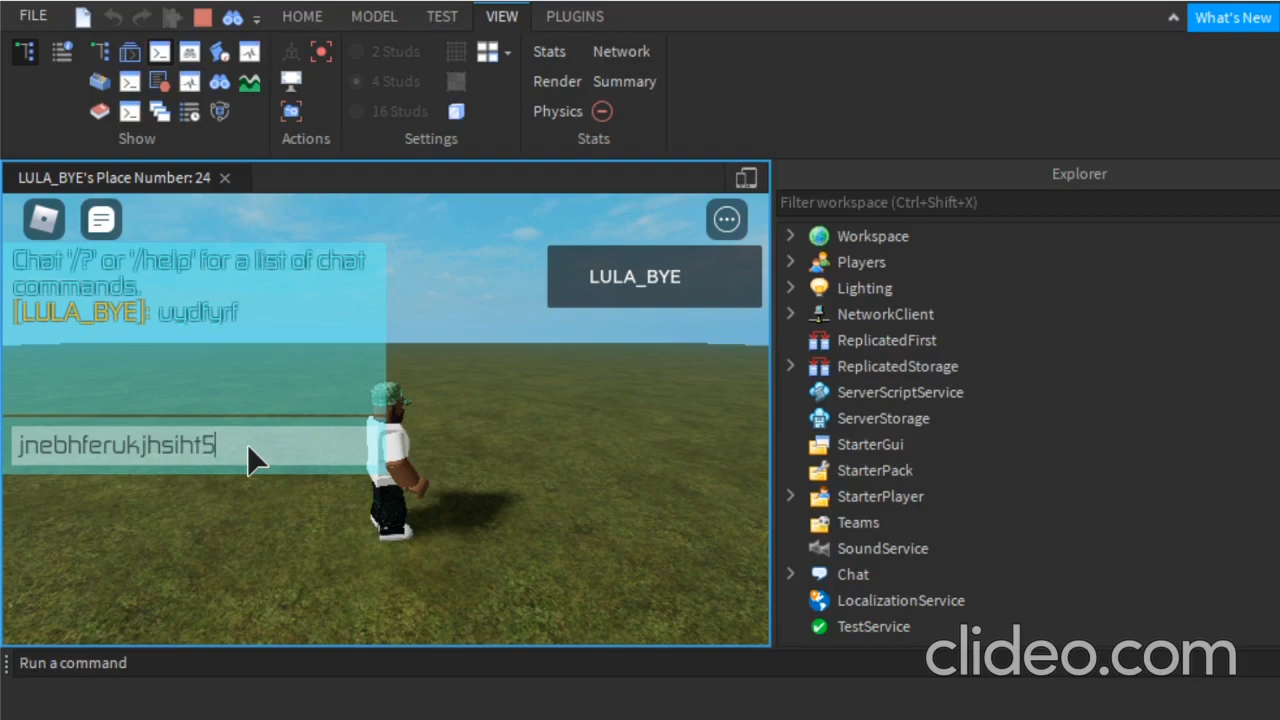 FILE
HOME
MODEL
TEST
VIEW
PLUGINS
What's New
2 Studs
4 Studs
16 Studs
Stats
Network
Render
Summary
Physics
Show
Actions
Settings
Stats
LULA_BYE's Place Number: 24
Explorer
Filter workspace (Ctrl+Shift+X)
Chat '/?' or '/help' for a list of chat
commands.
[LULA_BYE]: uydfyrf
jnebhferukjhsiht5
LULA_BYE
Workspace
Players
Lighting
NetworkClient
ReplicatedFirst
ReplicatedStorage
ServerScriptService
ServerStorage
StarterGui
StarterPack
StarterPlayer
Teams
SoundService
Chat
LocalizationService
TestService
Run a command
clideo.com